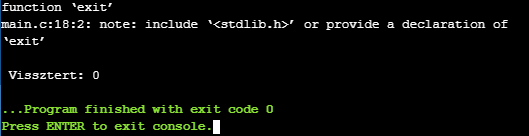 function ‘exit’
main.c:18:2: note: include ‘<stdlib.h>’ or provide a declaration of
‘exit’
Vissztert: 0
...Program finished with exit code 0
Press ENTER to exit console.